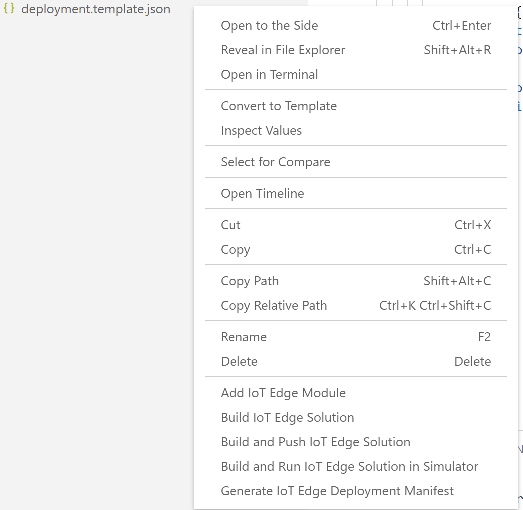 {} deployment.template.json
Open to the Side Ctrl+Enter
Reveal in File Explorer Shift+Alt+R
Open in Terminal
Convert to Template
Inspect Values
Select for Compare
Open Timeline
Cut Ctrl+X
Copy Ctrl+C
Copy Path Shift+Alt+C
Copy Relative Path Ctrl+K Ctrl+Shift+C
Rename F2
Delete Delete
Add IoT Edge Module
Build IoT Edge Solution
Build and Push IoT Edge Solution
Build and Run IoT Edge Solution in Simulator
Generate IoT Edge Deployment Manifest